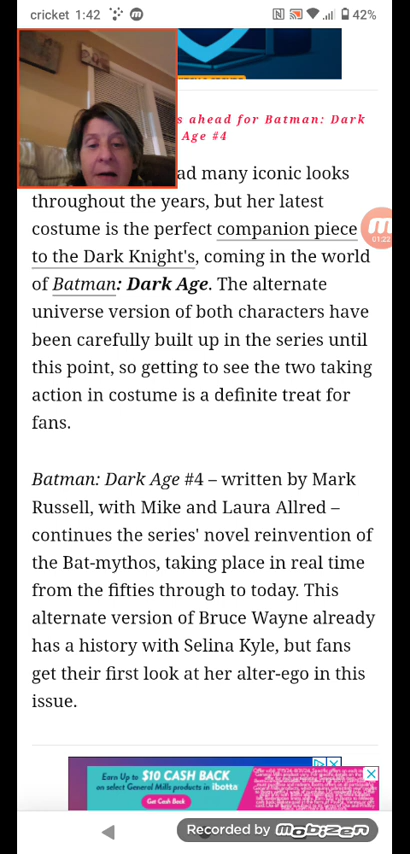 cricket 1:42
42%
s ahead for Batman: Dark
Age #4
ad many iconic looks
throughout the years, but her latest
costume is the perfect companion piece
01:22
to the Dark Knight's, coming in the world
of Batman: Dark Age. The alternate
universe version of both characters have
been carefully built up in the series until
this point, so getting to see the two taking
action in costume is a definite treat for
fans.
Batman: Dark Age #4 – written by Mark
Russell, with Mike and Laura Allred –
continues the series' novel reinvention of
the Bat-mythos, taking place in real time
from the fifties through to today. This
alternate version of Bruce Wayne already
has a history with Selina Kyle, but fans
get their first look at her alter-ego in this
issue.
Earn Up to $10 CASH BACK
on select General Mills products in ibotta
Get Cash Back
Recorded by mobizen